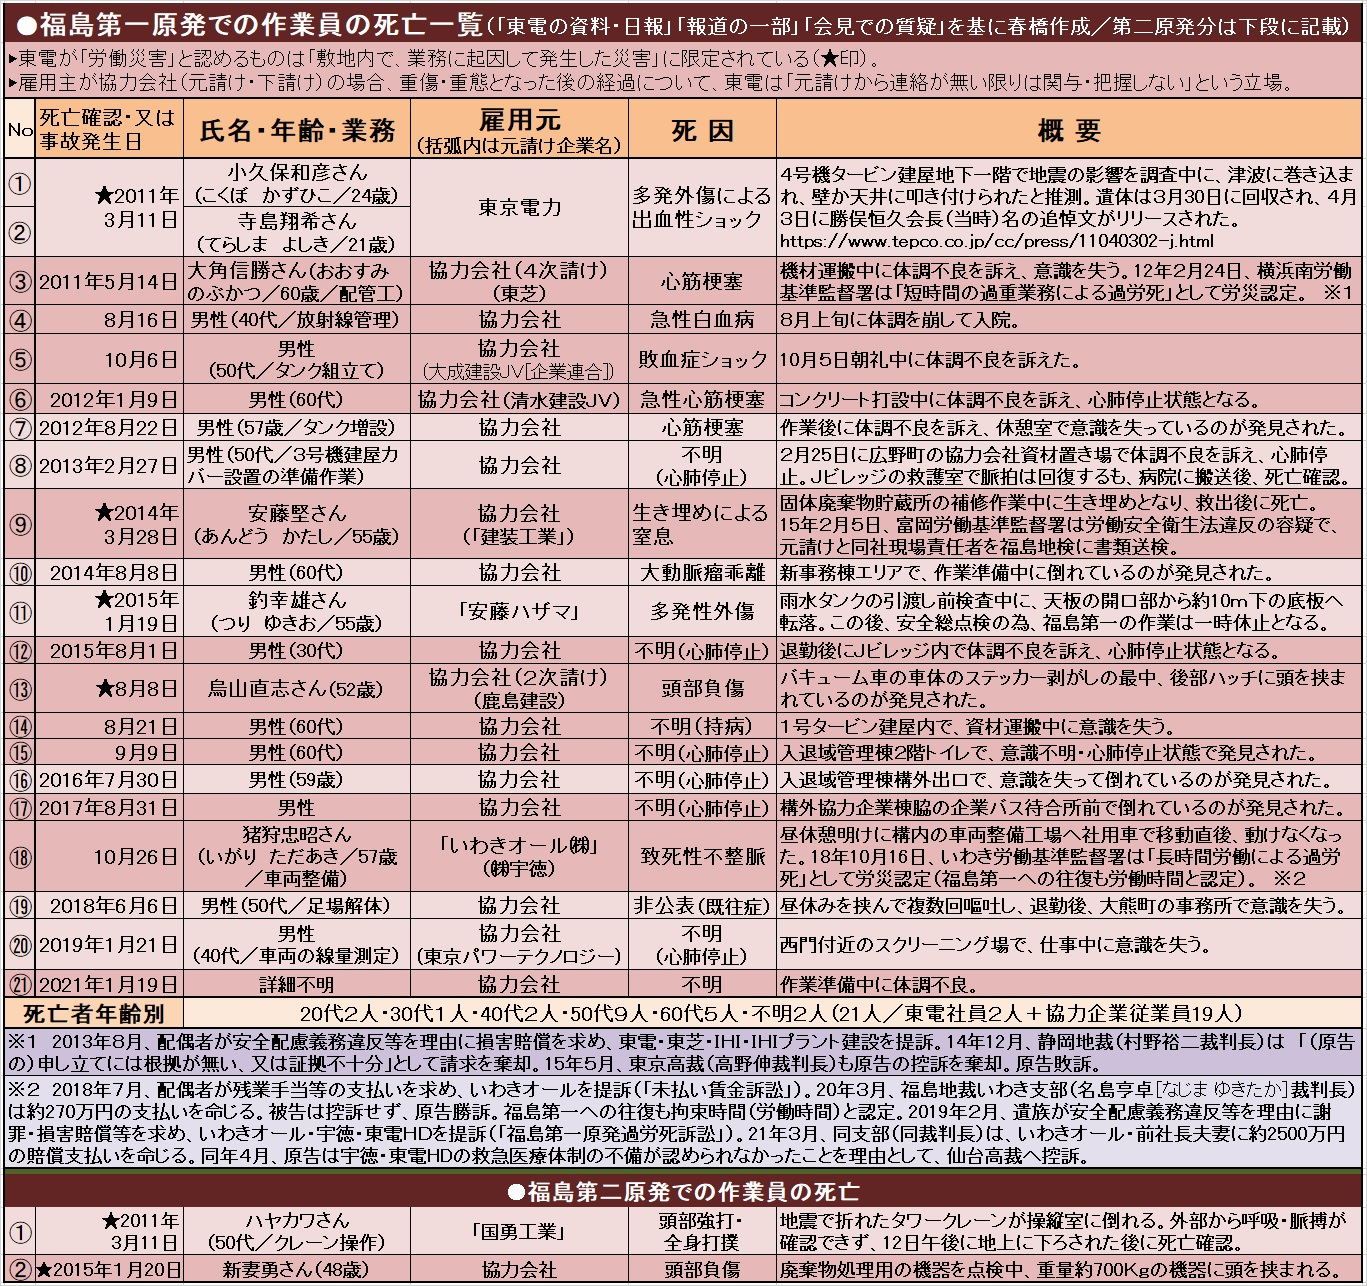 ●福島第一原発での作業員の死亡一覧(「東電の資料・日報」「報道の一部」「会見での質疑」を基に春橋作成／第二原発分は下段に記載)
▶東電が「労働災害」と認めるものは「敷地内で、業務に起因して発生した災害」に限定されている(★印)。
▶雇用主が協力会社(元請け・下請け)の場合、重傷・重態となった後の経過について、東電は「元請けから連絡が無い限りは関与・把握しない」という立場。
No 死亡確認・又は事故発生日 氏名・年齢・業務 雇用元(括弧内は元請け企業名) 死因 概要
① ★2011年3月11日 小久保和彦さん(こくぼ かずひこ／24歳) 東京電力 多発外傷による出血性ショック 4号機タービン建屋地下一階で地震の影響を調査中に、津波に巻き込まれ、壁か天井に叩き付けられたと推測。遺体は3月30日に回収され、4月3日に勝俣恒久会長(当時)名の追悼文がリリースされた。
https://www.tepco.co.jp/cc/press/11040302-j.html
② 寺島翔希さん(てらしま よしき／21歳)
③ 2011年5月14日 大角信勝さん(おおすみのぶかつ／60歳／配管工) 協力会社(4次請け)(東芝) 心筋梗塞 機材運搬中に体調不良を訴え、意識を失う。12年2月24日、横浜南労働基準監督署は「短時間の過重業務による過労死」として労災認定。 ※1
④ 8月16日 男性(40代／放射線管理) 協力会社 急性白血病 8月上旬に体調を崩して入院。
⑤ 10月6日 男性(50代／タンク組立て) 協力会社(大成建設JV[企業連合]) 敗血症ショック 10月5日朝礼中に体調不良を訴えた。
⑥ 2012年1月9日 男性(60代) 協力会社(清水建設JV) 急性心筋梗塞 コンクリート打設中に体調不良を訴え、心肺停止状態となる。
⑦ 2012年8月22日 男性(57歳／タンク増設) 協力会社 心筋梗塞 作業後に体調不良を訴え、休憩室で意識を失っているのが発見された。
⑧ 2013年2月27日 男性(50代／3号機建屋カバー設置の準備作業) 協力会社 不明(心肺停止) 2月25日に広野町の協力会社資材置き場で体調不良を訴え、心肺停止。Jビレッジの救護室で脈拍は回復するも、病院に搬送後、死亡確認。
⑨ ★2014年3月28日 安藤堅さん(あんどう かたし／55歳) 協力会社(「建装工業」) 生き埋めによる窒息 固体廃棄物貯蔵所の補修作業中に生き埋めとなり、救出後に死亡。15年2月5日、富岡労働基準監督署は労働安全衛生法違反の容疑で、元請けと同社現場責任者を福島地検に書類送検。
⑩ 2014年8月8日 男性(60代) 協力会社 大動脈瘤乖離 新事務棟エリアで、作業準備中に倒れているのが発見された。
⑪ ★2015年1月19日 釣幸雄さん(つり ゆきお／55歳) 「安藤ハザマ」 多発性外傷 雨水タンクの引渡し前検査中に、天板の開口部から約10m下の底板へ転落。この後、安全総点検の為、福島第一の作業は一時休止となる。
⑫ 2015年8月1日 男性(30代) 協力会社 不明(心肺停止) 退勤後にJビレッジ内で体調不良を訴え、心肺停止状態となる。
⑬ ★8月8日 烏山直志さん(52歳) 協力会社(2次請け)(鹿島建設) 頭部負傷 バキューム車の車体のステッカー剥がしの最中、後部ハッチに頭を挟まれているのが発見された。
⑭ 8月21日 男性(60代) 協力会社 不明(持病) 1号タービン建屋内で、資材運搬中に意識を失う。
⑮ 9月9日 男性(60代) 協力会社 不明(心肺停止) 入退域管理棟2階トイレで、意識不明・心肺停止状態で発見された。
⑯ 2016年7月30日 男性(59歳) 協力会社 不明(心肺停止) 入退域管理棟構外出口で、意識を失って倒れているのが発見された。
⑰ 2017年8月31日 男性 協力会社 不明(心肺停止) 構外協力企業棟脇の企業バス待合所前で倒れているのが発見された。
⑱ 10月26日 猪狩忠昭さん(いがり ただあき／57歳／車両整備) 「いわきオール㈱」(㈱宇徳) 致死性不整脈 昼休憩明けに構内の車両整備工場へ社用車で移動直後、動けなくなった。18年10月16日、いわき労働基準監督署は「長時間労働による過労死」として労災認定(福島第一への往復も労働時間と認定)。 ※2
⑲ 2018年6月6日 男性(50代／足場解体) 協力会社 非公表(既往症) 昼休みを挟んで複数回嘔吐し、退勤後、大熊町の事務所で意識を失う。
⑳ 2019年1月21日 男性(40代／車両の線量測定) 協力会社(東京パワーテクノロジー) 不明(心肺停止) 西門付近のスクリーニング場で、仕事中に意識を失う。
㉑ 2021年1月19日 詳細不明 協力会社 不明 作業準備中に体調不良。
死亡者年齢別 20代2人・30代1人・40代2人・50代9人・60代5人・不明2人(21人／東電社員2人＋協力企業従業員19人)
※1 2013年8月、配偶者が安全配慮義務違反等を理由に損害賠償を求め、東電・東芝・IHI・IHIプラント建設を提訴。14年12月、静岡地裁(村野裕二裁判長)は 「(原告の)申し立てには根拠が無い、又は証拠不十分」として請求を棄却。15年5月、東京高裁(高野伸裁判長)も原告の控訴を棄却。原告敗訴。
※2 2018年7月、配偶者が残業手当等の支払いを求め、いわきオールを提訴(「未払い賃金訴訟」)。20年3月、福島地裁いわき支部(名島亨卓[なじま ゆきたか]裁判長)は約270万円の支払いを命じる。被告は控訴せず、原告勝訴。福島第一への往復も拘束時間(労働時間)と認定。2019年2月、遺族が安全配慮義務違反等を理由に謝罪・損害賠償等を求め、いわきオール・宇徳・東電HDを提訴(「福島第一原発過労死訴訟」)。21年3月、同支部(同裁判長)は、いわきオール・前社長夫妻に約2500万円の賠償支払いを命じる。同年4月、原告は宇徳・東電HDの救急医療体制の不備が認められなかったことを理由として、仙台高裁へ控訴。
●福島第二原発での作業員の死亡
① ★2011年3月11日 ハヤカワさん(50代／クレーン操作) 「国勇工業」 頭部強打・全身打撲 地震で折れたタワークレーンが操縦室に倒れる。外部から呼吸・脈搏が確認できず、12日午後に地上に下ろされた後に死亡確認。
② ★2015年1月20日 新妻勇さん(48歳) 協力会社 頭部負傷 廃棄物処理用の機器を点検中、重量約700Kgの機器に頭を挟まれる。